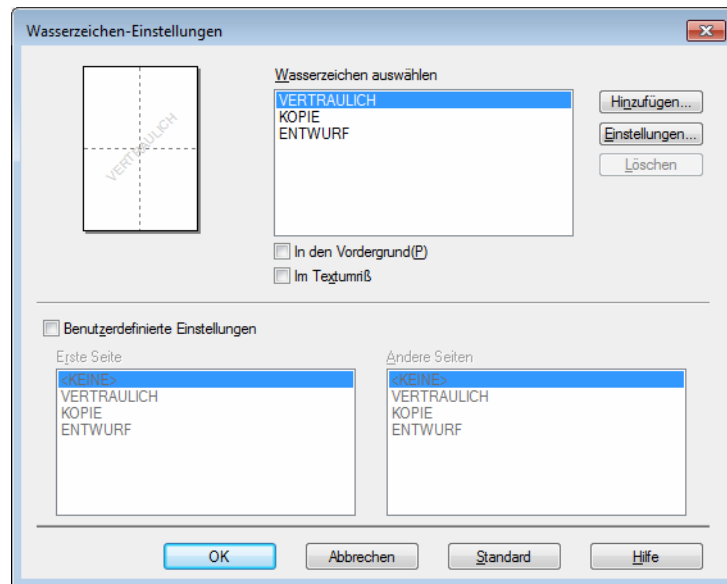 Wasserzeichen-Einstellungen
Wasserzeichen auswählen
VERTRAULICH
VERTRAULICH
KOPIE
ENTWURF
Hinzufügen...
Einstellungen...
Löschen
In den Vordergrund(P)
Im Textumriß
Benutzerdefinierte Einstellungen
Erste Seite
<KEINE>
VERTRAULICH
KOPIE
ENTWURF
Andere Seiten
<KEINE>
VERTRAULICH
KOPIE
ENTWURF
OK
Abbrechen
Standard
Hilfe